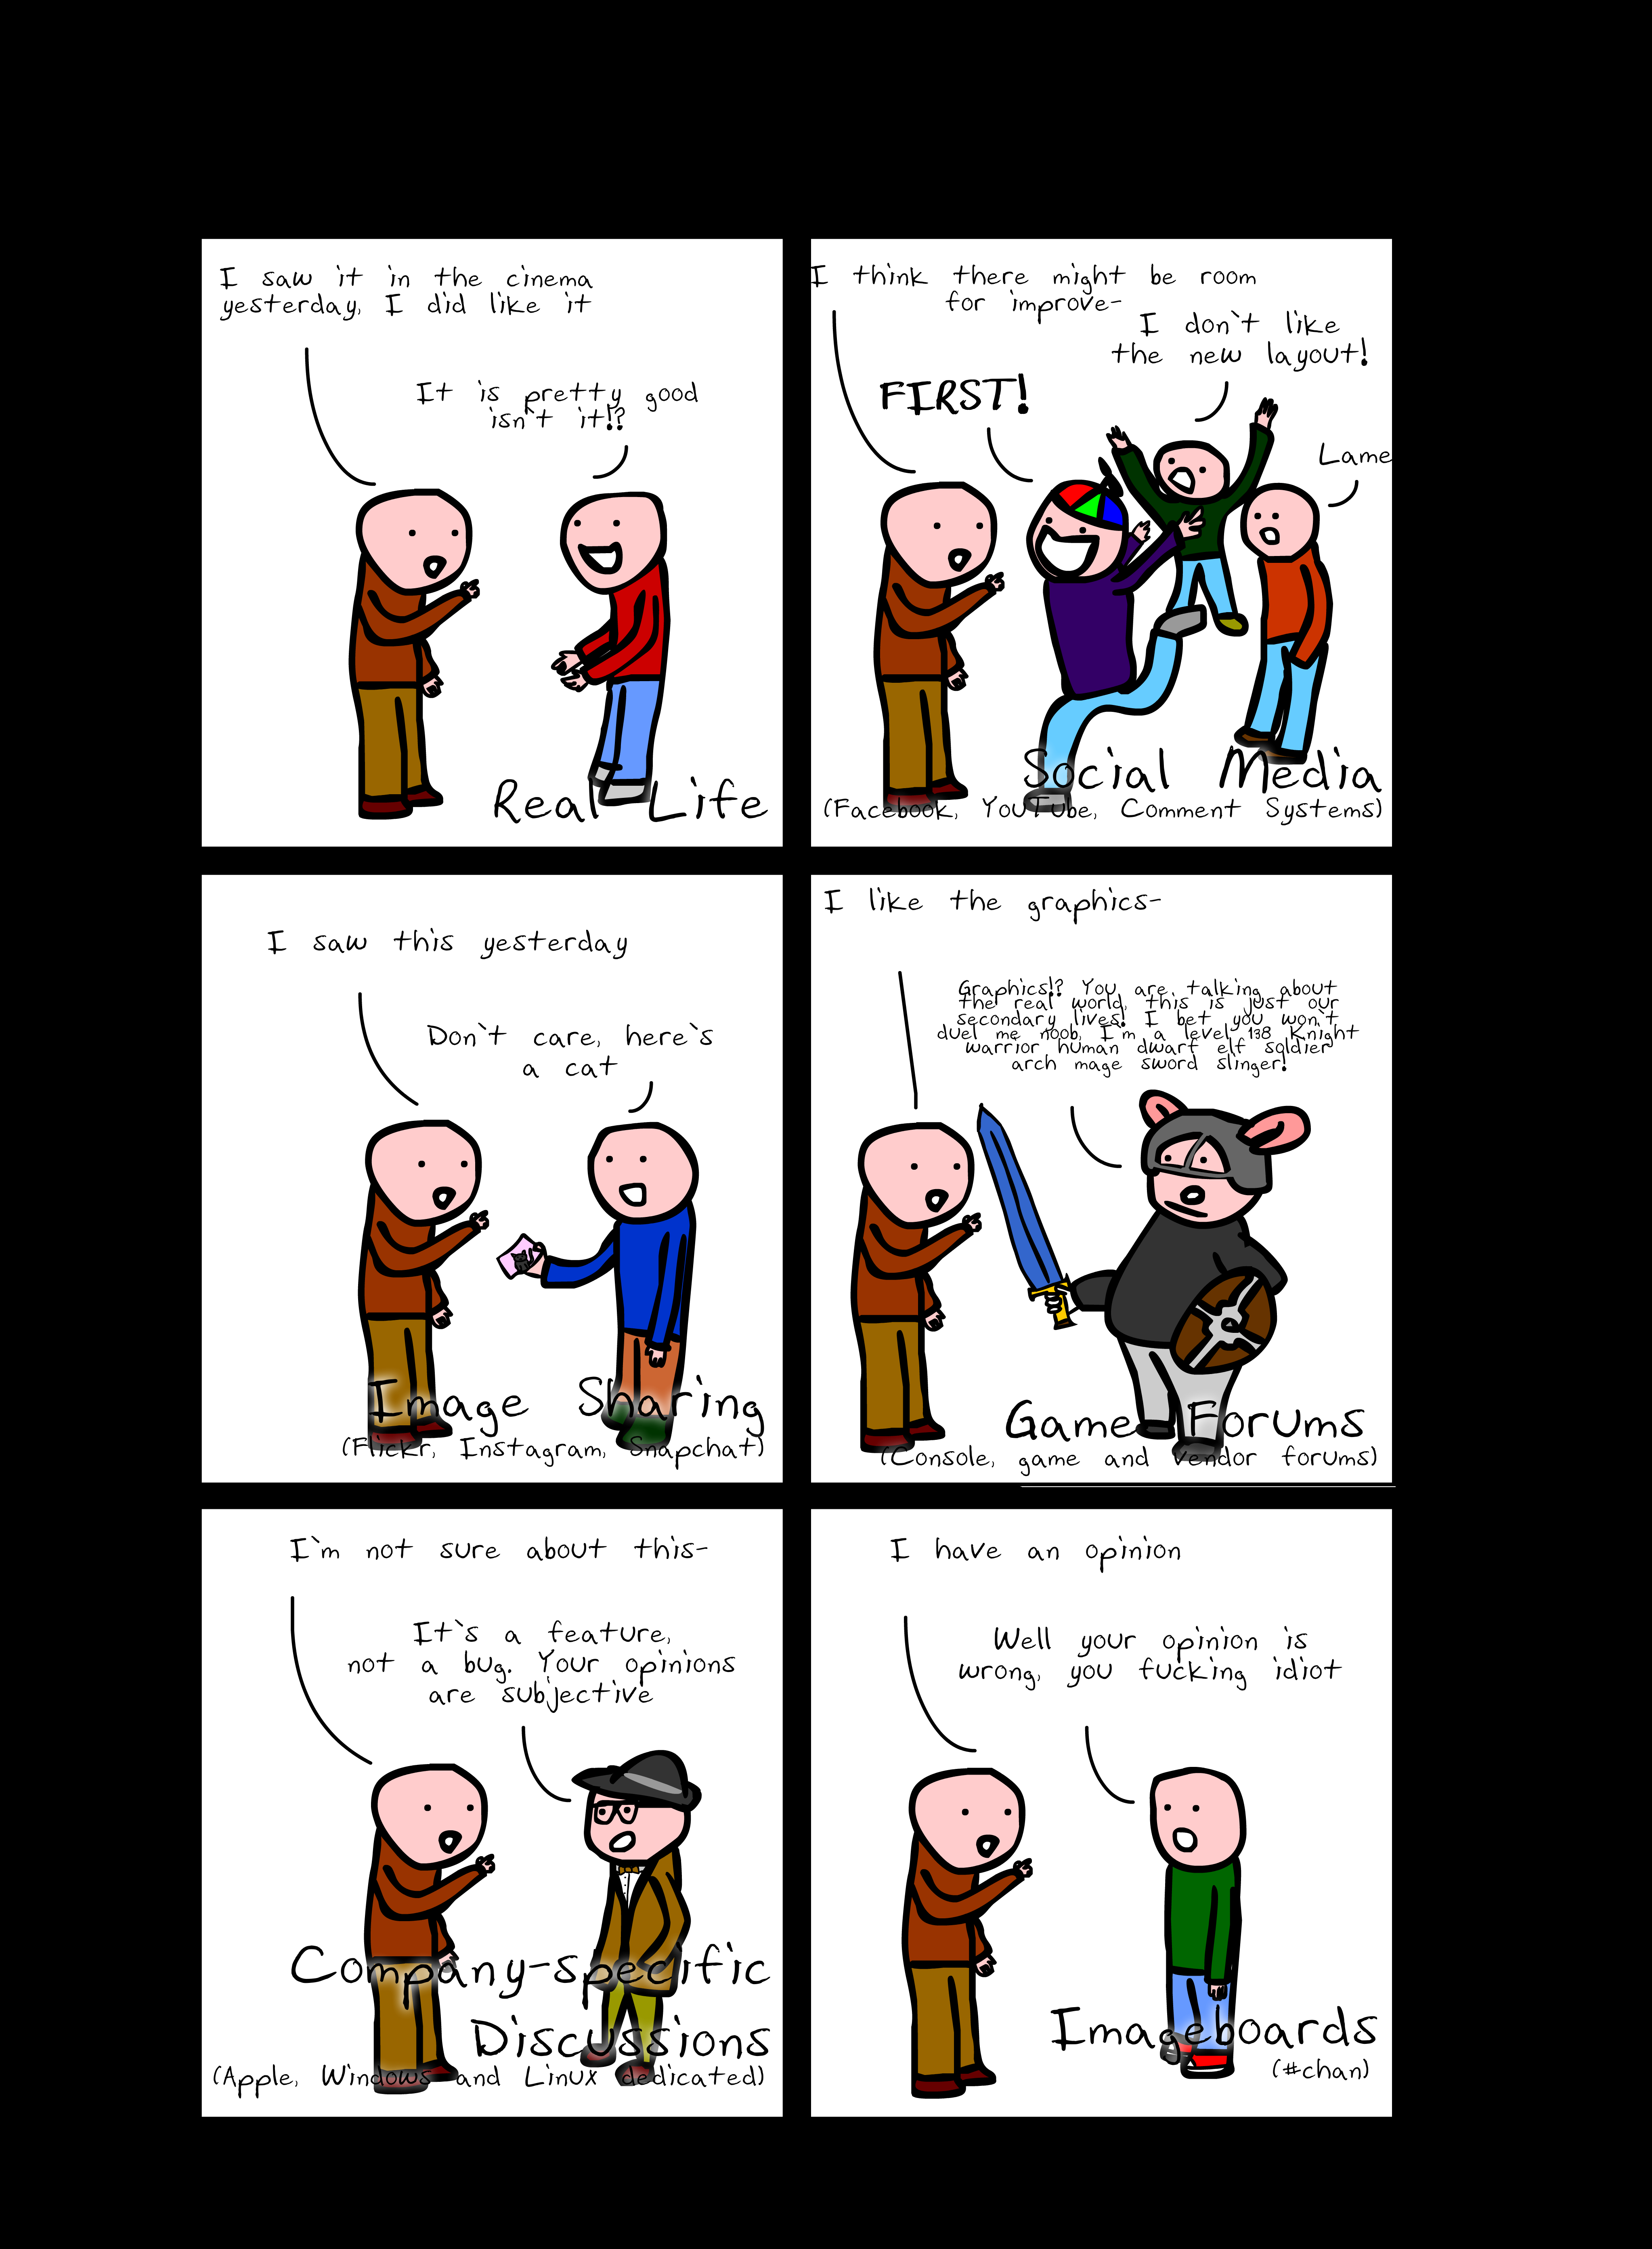 I saw it in the cinema
yesterday, I did like it
It is pretty good
isn`t it!?
Real Life
I think there might be room
for improve-
I don`t like
the new layout!
FIRST!
Lame
Social Media
(Facebook, YouTube, Comment Systems)
I saw this yesterday
Don`t care, here`s
a cat
Image Sharing
(Flickr, Instagram, Snapchat)
I like the graphics-
Graphics!? You are talking about
the real world, this is just our
secondary lives! I bet you won`t
duel me noob, I`m a level 138 Knight
warrior human dwarf elf soldier
arch mage sword slinger!
Game Forums
(Console, game and vendor forums)
I`m not sure about this-
It`s a feature,
not a bug. Your opinions
are subjective
Company-specific
Discussions
(Apple, Windows and Linux dedicated)
I have an opinion
Well your opinion is
wrong, you fucking idiot
Imageboards
(#chan)